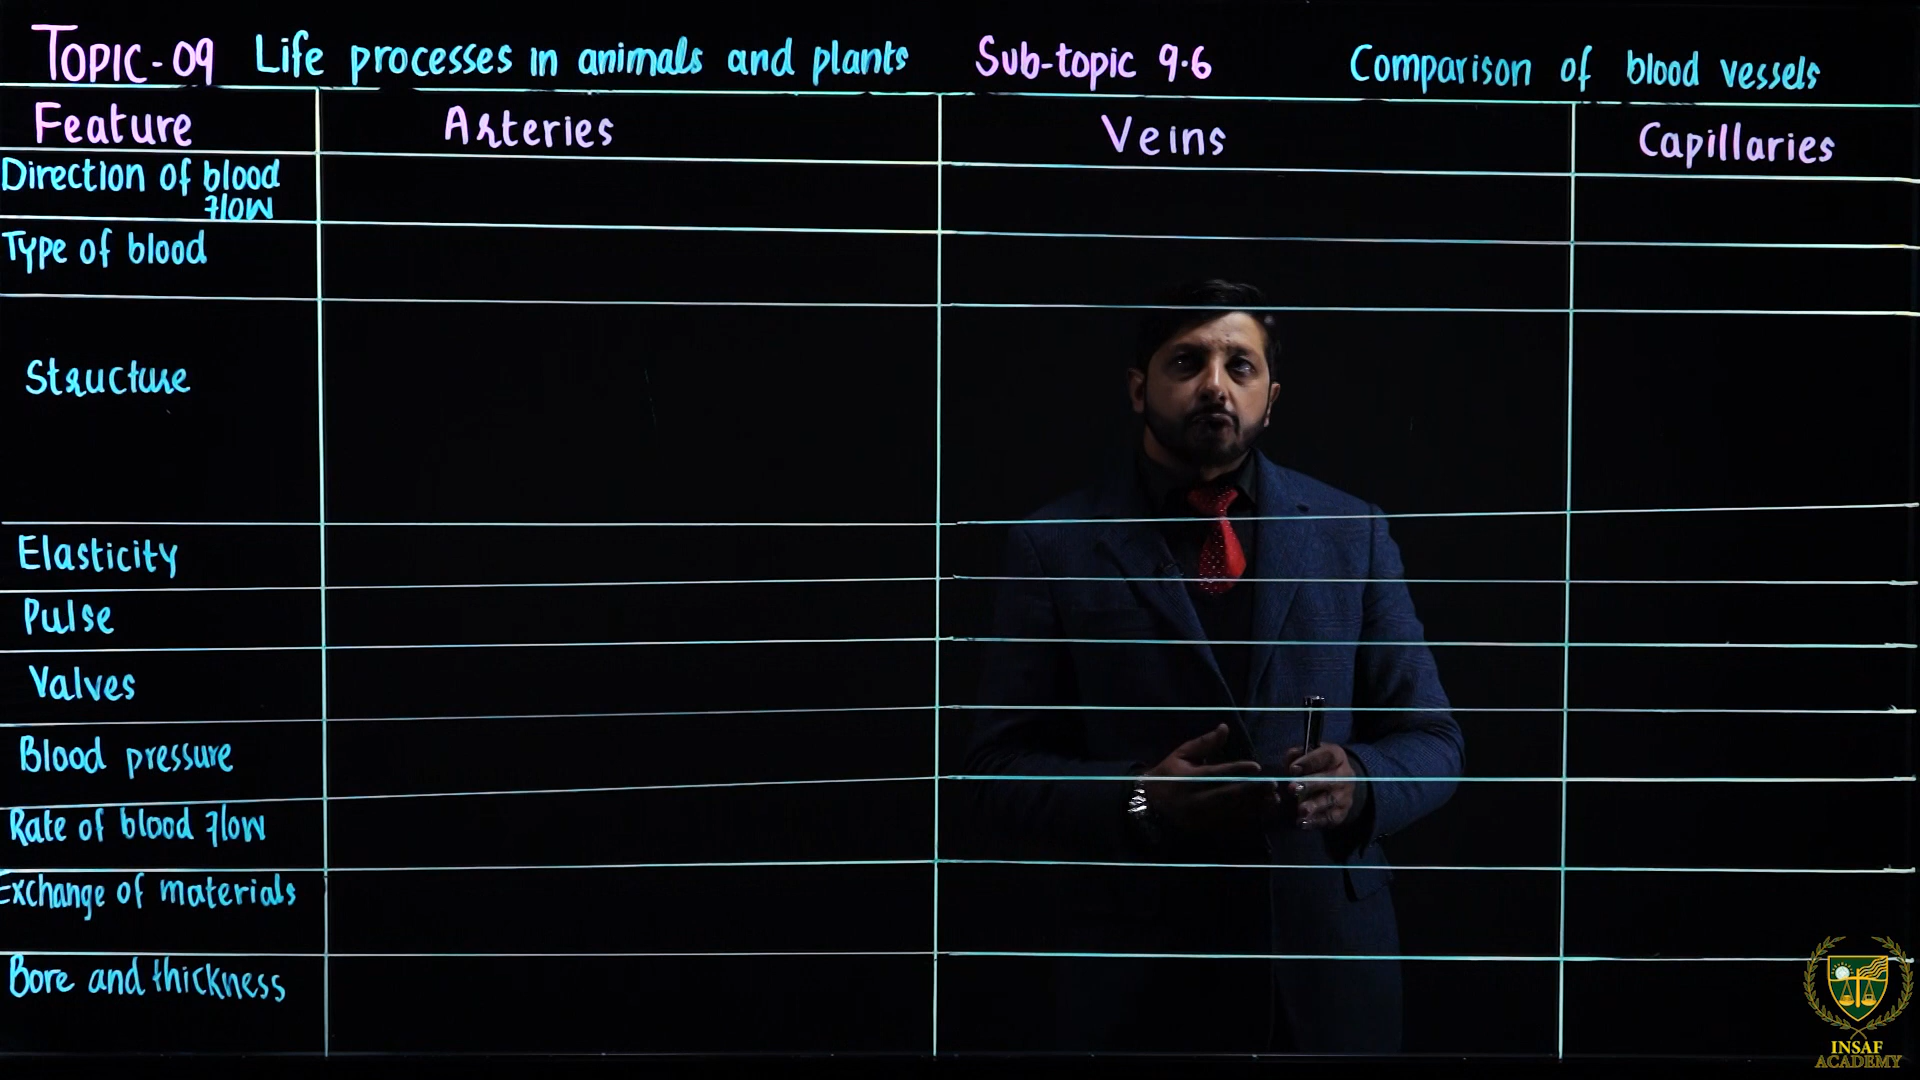 TOPIC-09 Life processes in animals and plants Sub-topic 9.6 Comparison of blood vessels
Feature Arteries Veins Capillaries
Direction of blood
flow
Type of blood
Structure
Elasticity
Pulse
Valves
Blood pressure
Rate of blood flow
Exchange of materials
Bore and thickness
INSAF
ACADEMY